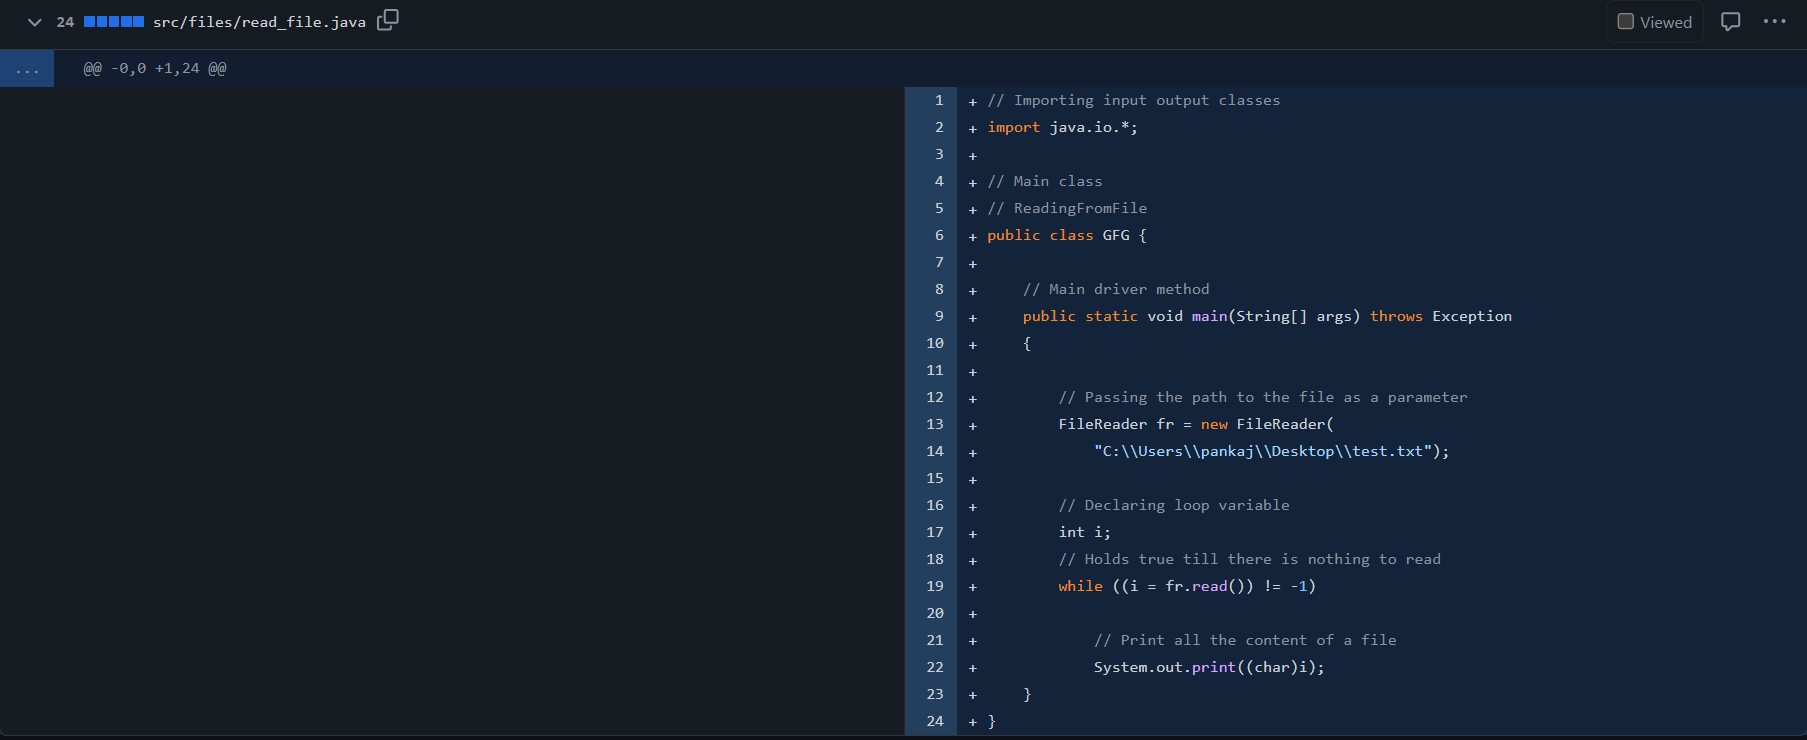 24 src/files/read_file.java Viewed ...
... @@ -0,0 +1,24 @@
1 + // Importing input output classes
2 + import java.io.*;
3 +
4 + // Main class
5 + // ReadingFromFile
6 + public class GFG {
7 +
8 +     // Main driver method
9 +     public static void main(String[] args) throws Exception
10 +     {
11 +
12 +         // Passing the path to the file as a parameter
13 +         FileReader fr = new FileReader(
14 +             "C:\\Users\\pankaj\\Desktop\\test.txt");
15 +
16 +         // Declaring loop variable
17 +         int i;
18 +         // Holds true till there is nothing to read
19 +         while ((i = fr.read()) != -1)
20 +
21 +             // Print all the content of a file
22 +             System.out.print((char)i);
23 +     }
24 + }